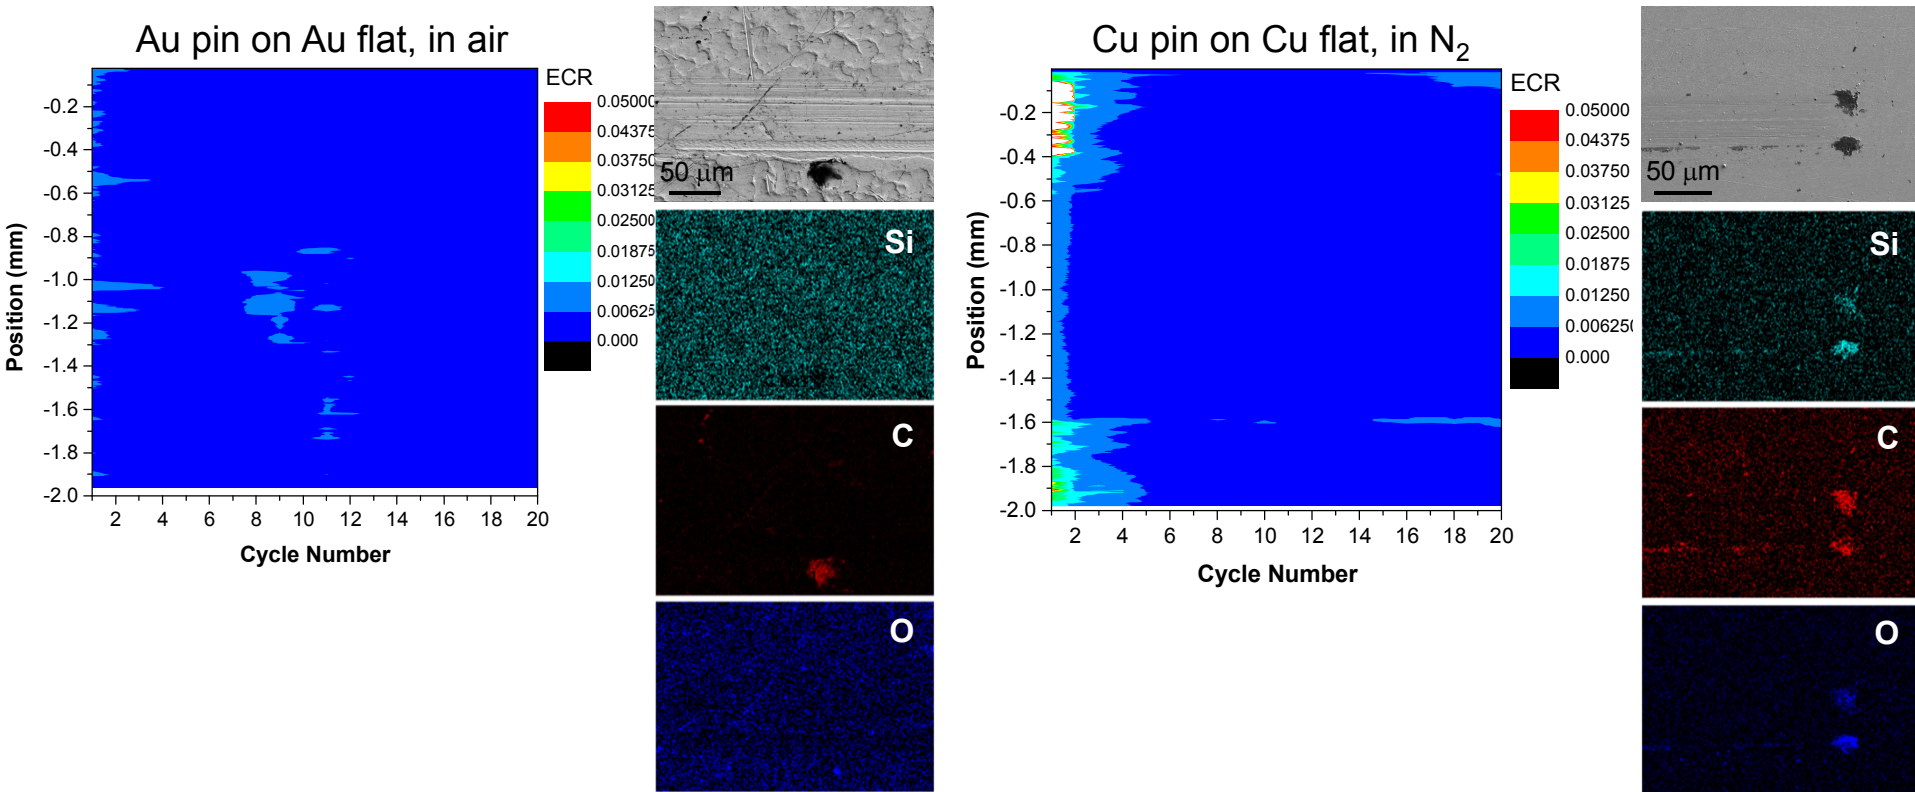 Au pin on Au flat, in air
ECR
0.05000
0.04375
0.03750
0.03125
0.02500
0.01875
0.01250
0.00625
0.000
-0.2
-0.4
-0.6
-0.8
-1.0
-1.2
-1.4
-1.6
-1.8
-2.0
Position (mm)
2 4 6 8 10 12 14 16 18 20
Cycle Number
50 μm
Si
C
O
Cu pin on Cu flat, in N₂
ECR
0.05000
0.04375
0.03750
0.03125
0.02500
0.01875
0.01250
0.00625
0.000
-0.2
-0.4
-0.6
-0.8
-1.0
-1.2
-1.4
-1.6
-1.8
-2.0
Position (mm)
2 4 6 8 10 12 14 16 18 20
Cycle Number
50 μm
Si
C
O